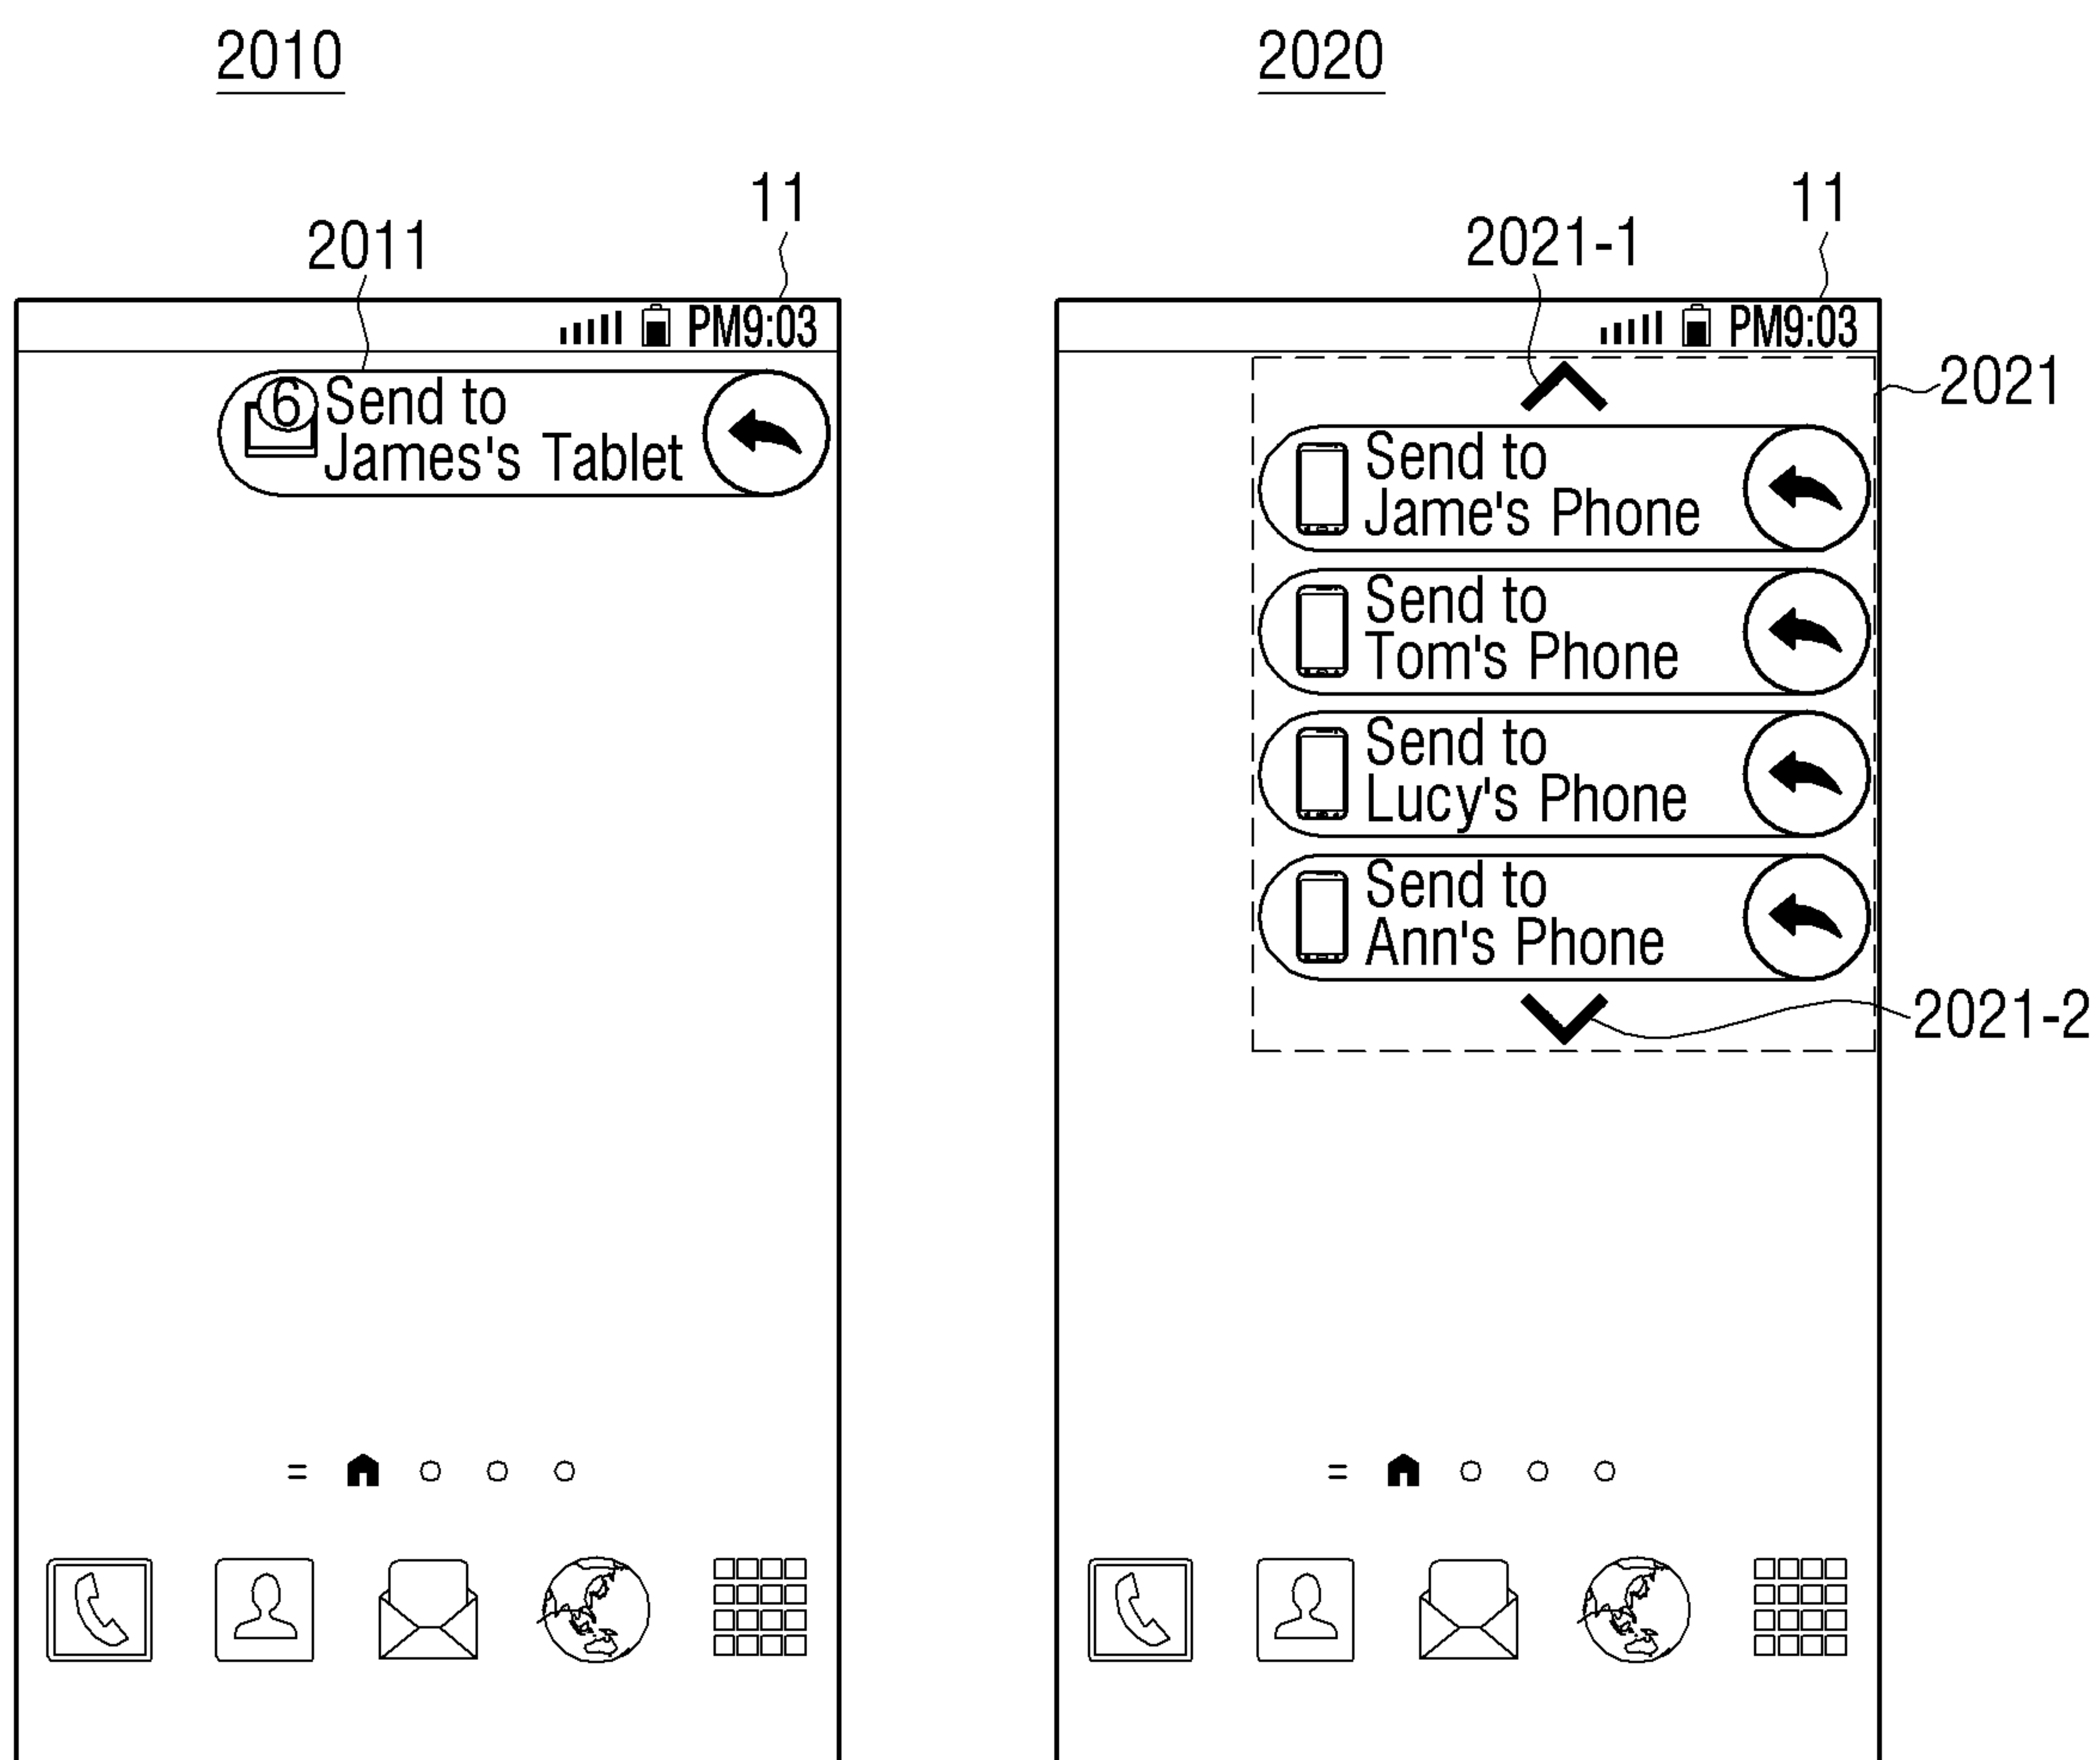 2010
2020
11
2011
11
2021-1
PM9:03
6
Send to
James's Tablet
PM9:03
2021
Send to
Jame's Phone
Send to
Tom's Phone
Send to
Lucy's Phone
Send to
Ann's Phone
2021-2